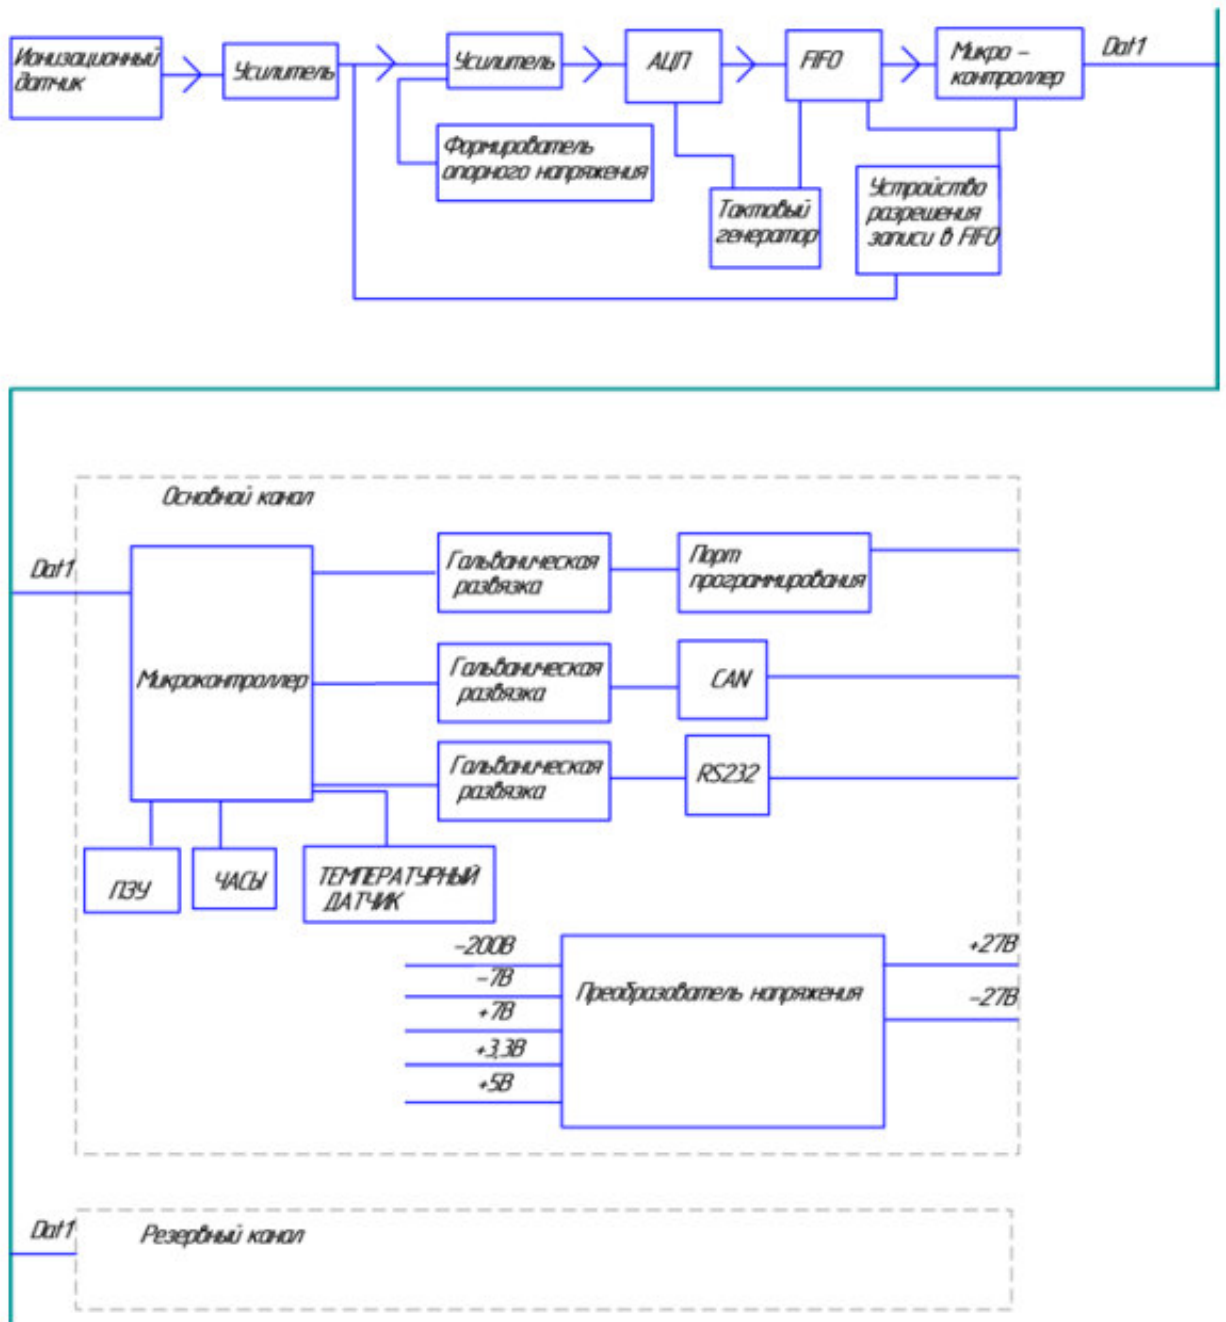 Ионизационный
датчик
Усилитель
Усилитель
АЦП
FIFO
Микро -
контроллер
Dat1
Формирователь
опорного напряжения
Тактовый
генератор
Устройство
разрешения
записи в FIFO
Основной канал
Dat1
Микроконтроллер
Гальваническая
развязка
Порт
программирования
Гальваническая
развязка
CAN
Гальваническая
развязка
RS232
ПЗУ
ЧАСЫ
ТЕМПЕРАТУРНЫЙ
ДАТЧИК
-200В
-7В
+7В
+3,3В
+5В
Преобразователь напряжения
+27В
-27В
Dat1
Резервный канал